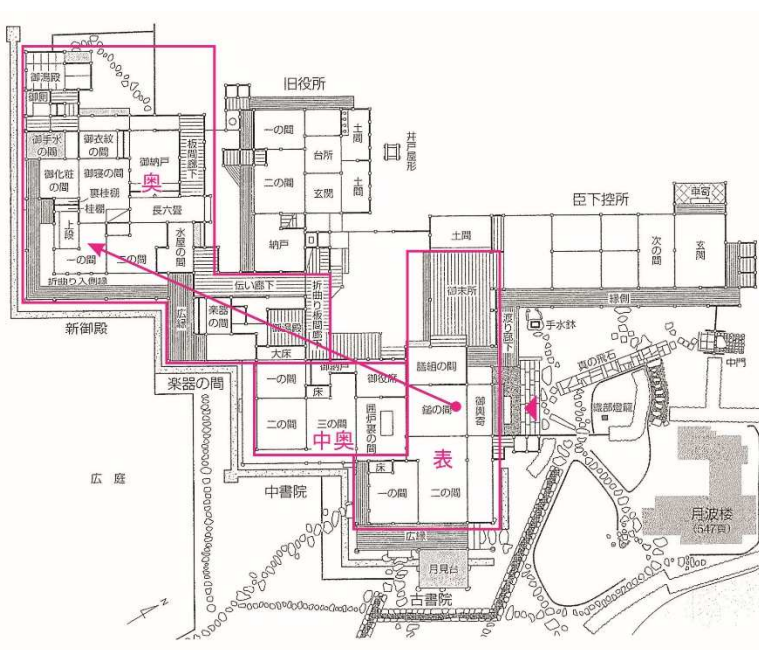 旧役所
御湯殿
御厠
御手水の間
御衣紋の間
御納戸
板間廊下
御化粧の間
御寝の間
裏桂棚
桂棚
奥
長六畳
上段
一の間
二の間
水屋の間
折曲り入側縁
新御殿
一の間
台所
土間
二の間
玄関
土間
納戸
井戸屋形
臣下控所
車寄
次の間
玄関
土間
御末所
縁側
渡り廊下
手水鉢
真の飛石
中門
織部燈籠
伝い廊下
折曲り板間廊下
広縁
楽器の間
御湯殿
大床
楽器の間
一の間
御納戸
御役席
床
二の間
三の間
囲炉裏の間
中奥
膳組の間
鎗の間
御輿寄
表
床
一の間
二の間
広縁
月見台
中書院
古書院
広庭
月波楼
(547頁)
N